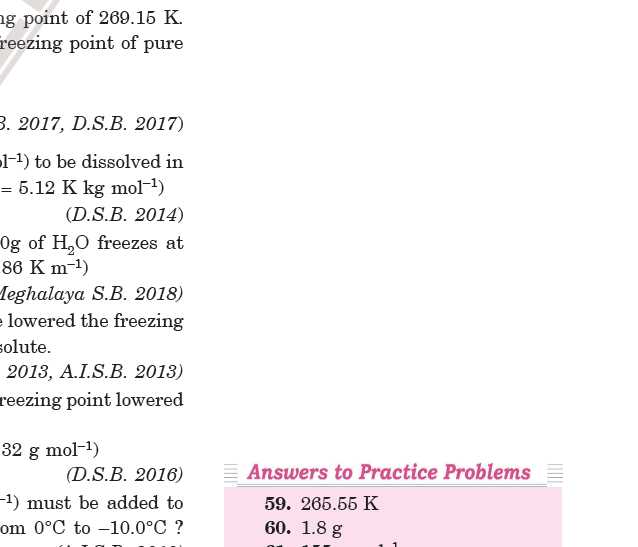 ng point of 269.15 K.
reezing point of pure
B. 2017, D.S.B. 2017)
ol⁻¹) to be dissolved in
= 5.12 K kg mol⁻¹)
(D.S.B. 2014)
0g of H₂O freezes at
86 K m⁻¹)
Meghalaya S.B. 2018)
e lowered the freezing
solute.
2013, A.I.S.B. 2013)
reezing point lowered
32 g mol⁻¹)
(D.S.B. 2016)
⁻¹) must be added to
om 0°C to –10.0°C ?
Answers to Practice Problems
59. 265.55 K
60. 1.8 g